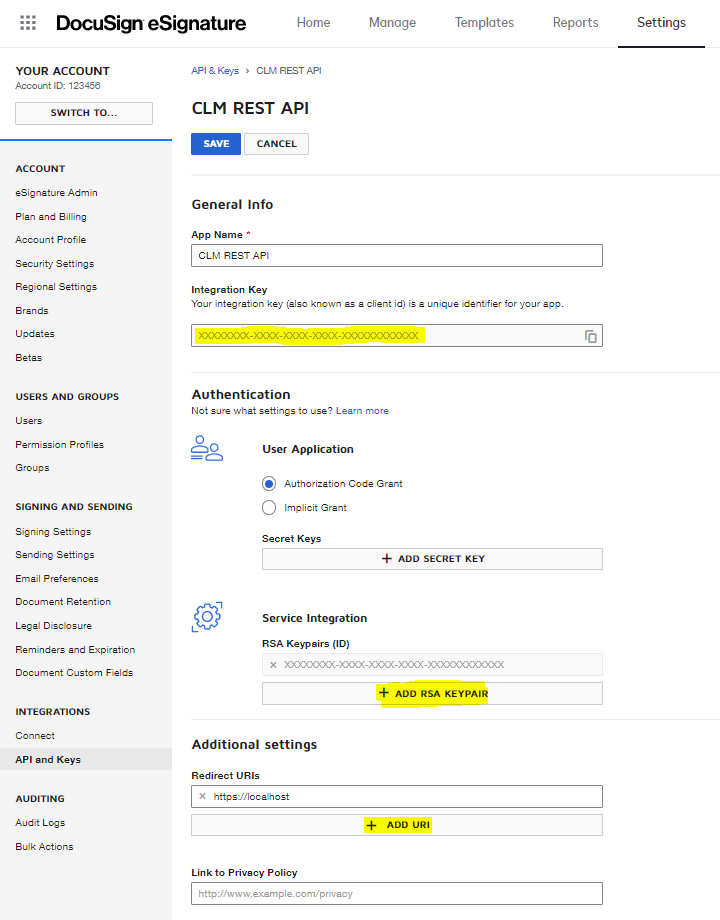 DocuSign eSignature
Home
Manage
Templates
Reports
Settings
YOUR ACCOUNT
Account ID: 123456
SWITCH TO...
ACCOUNT
eSignature Admin
Plan and Billing
Account Profile
Security Settings
Regional Settings
Brands
Updates
Betas
USERS AND GROUPS
Users
Permission Profiles
Groups
SIGNING AND SENDING
Signing Settings
Sending Settings
Email Preferences
Document Retention
Legal Disclosure
Reminders and Expiration
Document Custom Fields
INTEGRATIONS
Connect
API and Keys
AUDITING
Audit Logs
Bulk Actions
API & Keys > CLM REST API
CLM REST API
SAVE
CANCEL
General Info
App Name *
CLM REST API
Integration Key
Your integration key (also known as a client id) is a unique identifier for your app.
XXXXXXXX-XXXX-XXXX-XXXX-XXXXXXXXXXXX
Authentication
Not sure what settings to use? Learn more
User Application
Authorization Code Grant
Implicit Grant
Secret Keys
+ ADD SECRET KEY
Service Integration
RSA Keypairs (ID)
× XXXXXXXX-XXXX-XXXX-XXXX-XXXXXXXXXXXX
+ ADD RSA KEYPAIR
Additional settings
Redirect URIs
× https://localhost
+ ADD URI
Link to Privacy Policy
http://www.example.com/privacy